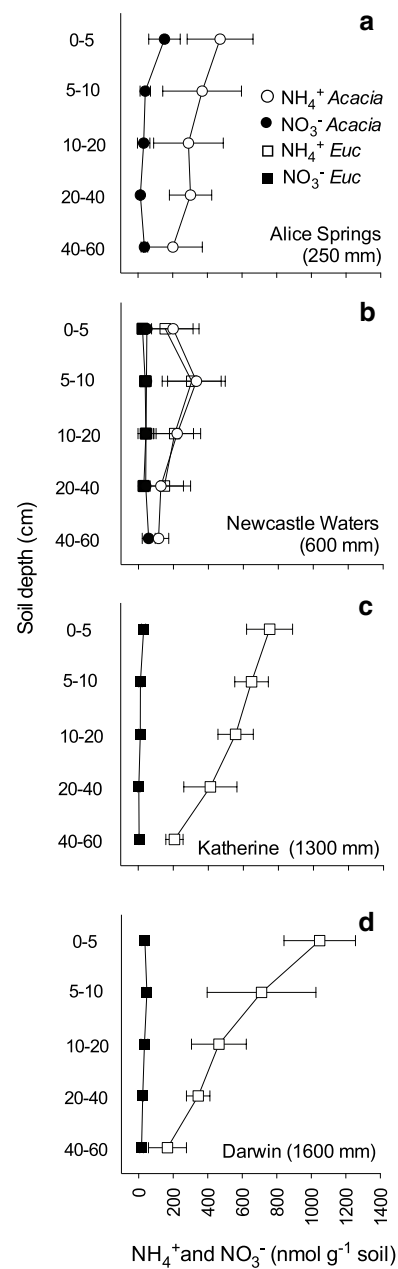 a
0-5
5-10
10-20
20-40
40-60
NH₄⁺ Acacia
NO₃⁻ Acacia
NH₄⁺ Euc
NO₃⁻ Euc
Alice Springs
(250 mm)
b
0-5
5-10
10-20
20-40
40-60
Newcastle Waters
(600 mm)
Soil depth (cm)
c
0-5
5-10
10-20
20-40
40-60
Katherine (1300 mm)
d
0-5
5-10
10-20
20-40
40-60
Darwin (1600 mm)
0 200 400 600 800 1000 1200 1400
NH₄⁺and NO₃⁻ (nmol g⁻¹ soil)